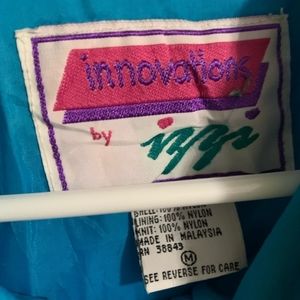 innovations
by
izzi
SHELL: 100% NYLON
LINING: 100% NYLON
KNIT: 100% NYLON
MADE IN MALAYSIA
RN 38843
M
SEE REVERSE FOR CARE